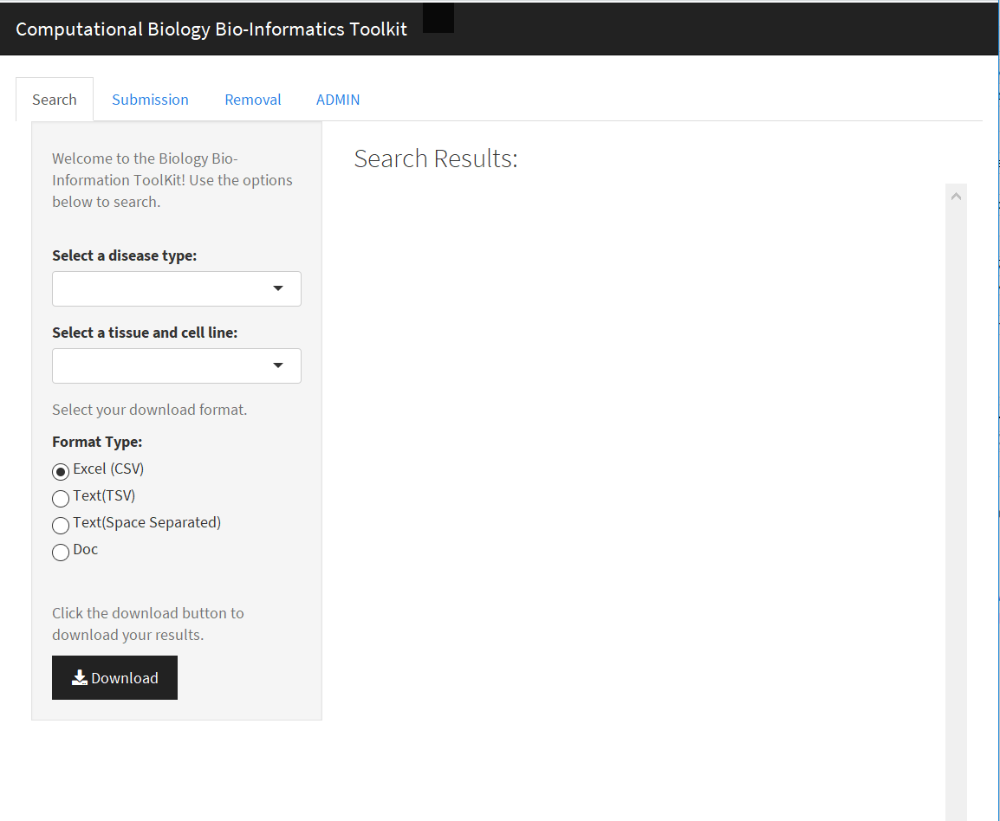 Computational Biology Bio-Informatics Toolkit
Search
Submission
Removal
ADMIN
Welcome to the Biology Bio-
Information ToolKit! Use the options
below to search.
Select a disease type:
Select a tissue and cell line:
Select your download format.
Format Type:
Excel (CSV)
Text(TSV)
Text(Space Separated)
Doc
Click the download button to
download your results.
Download
Search Results: